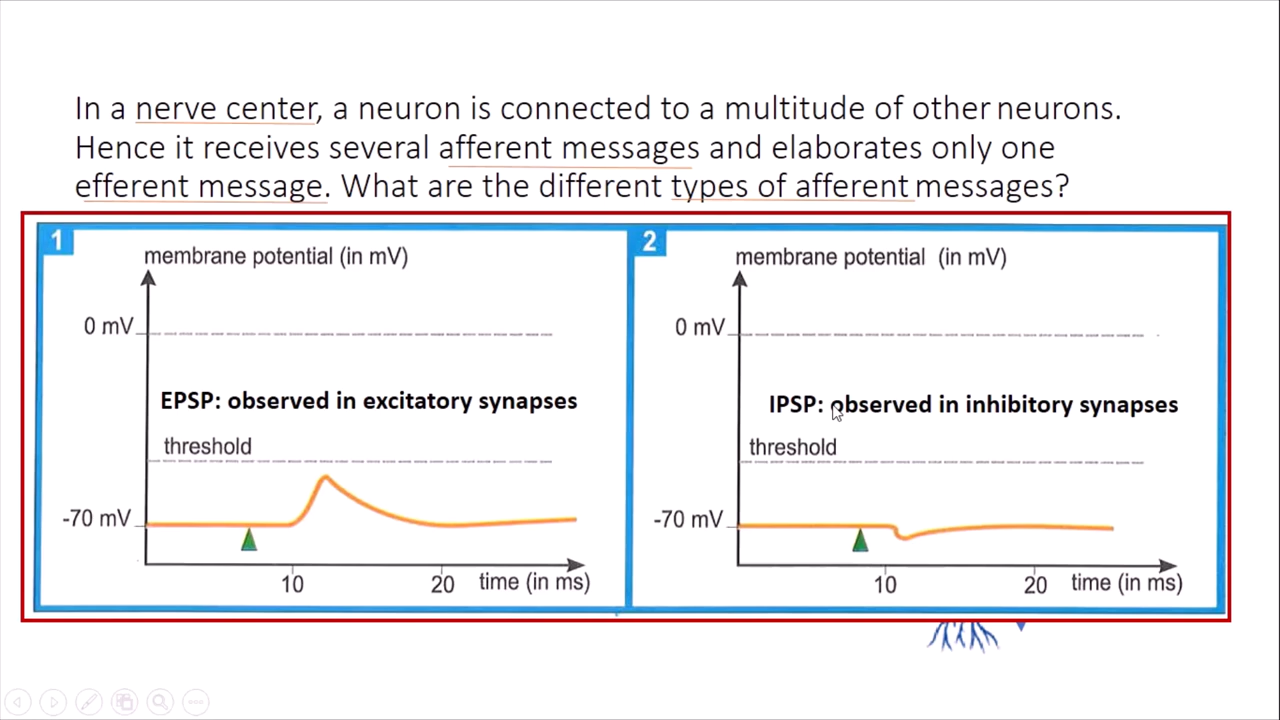 In a nerve center, a neuron is connected to a multitude of other neurons.
Hence it receives several afferent messages and elaborates only one
efferent message. What are the different types of afferent messages?
1
membrane potential (in mV)
0 mV
EPSP: observed in excitatory synapses
threshold
-70 mV
10
20
time (in ms)
2
membrane potential (in mV)
0 mV
IPSP: observed in inhibitory synapses
threshold
-70 mV
10
20
time (in ms)